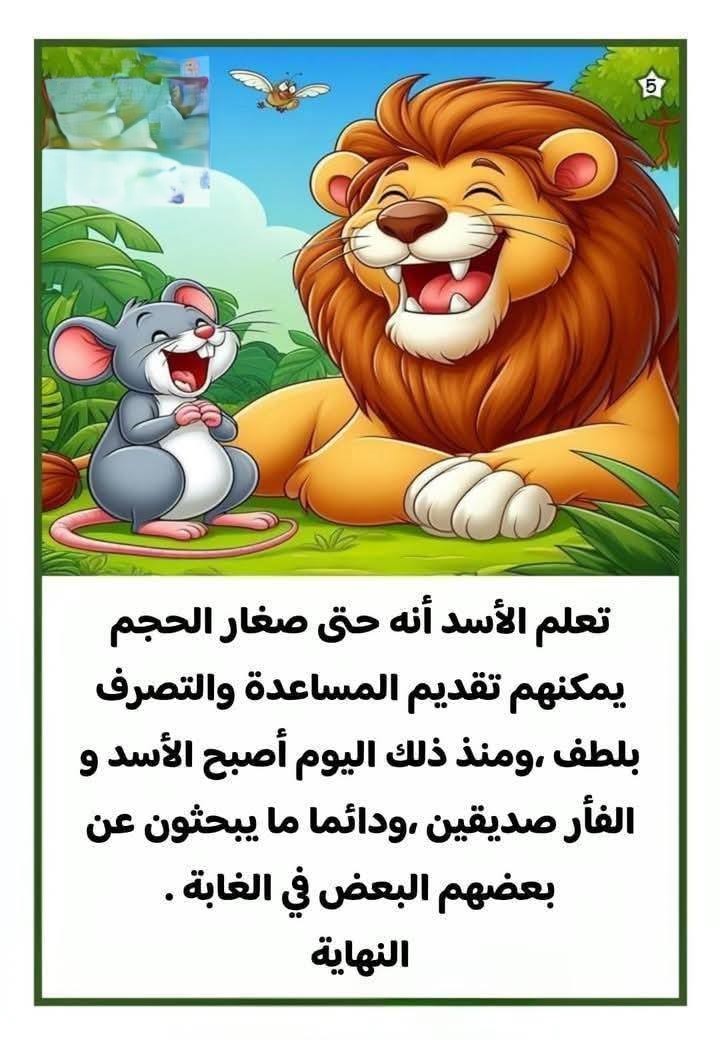 5
تعلم الأسد أنه حتى صغار الحجم
يمكنهم تقديم المساعدة والتصرف
بلطف ،ومنذ ذلك اليوم أصبح الأسد و
الفأر صديقين ،ودائما ما يبحثون عن
بعضهم البعض في الغابة .
النهاية